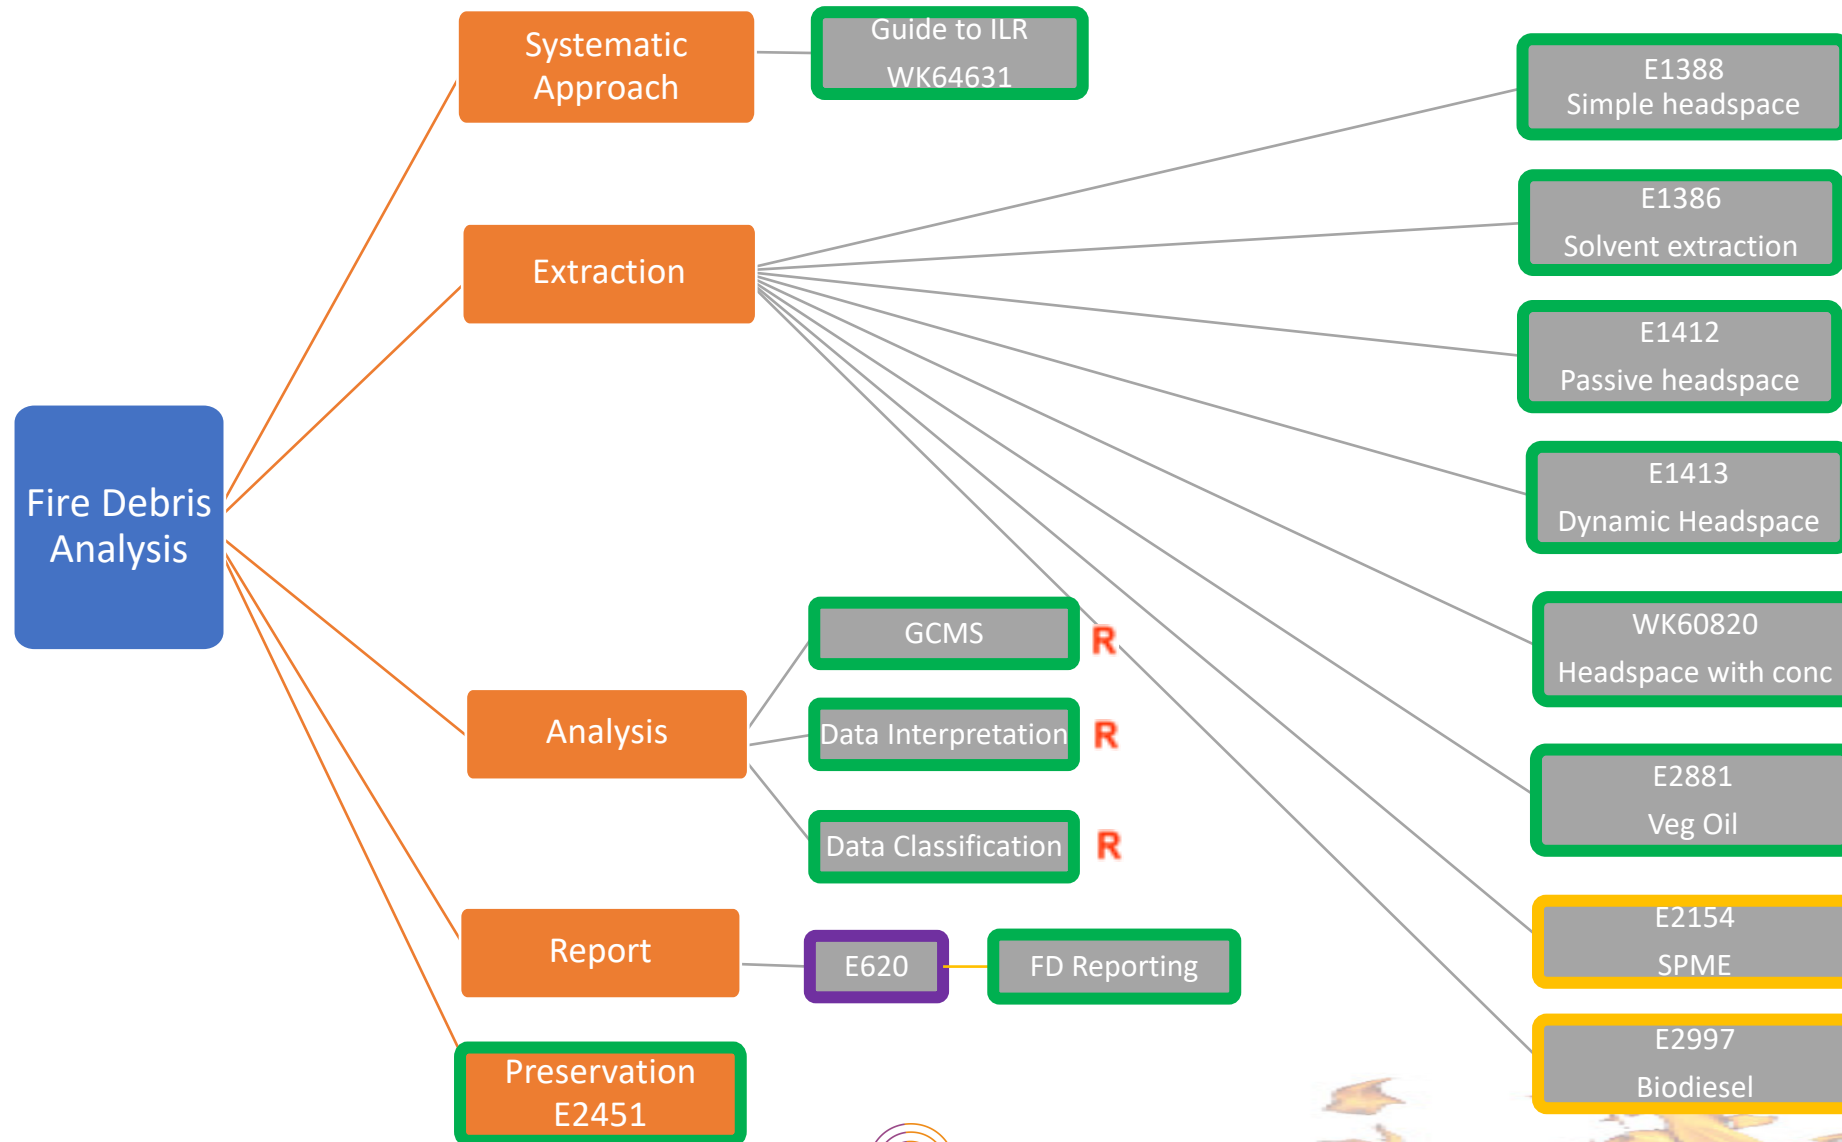 Systematic
Approach
Guide to ILR
WK64631
E1388
Simple headspace
E1386
Solvent extraction
Extraction
E1412
Passive headspace
E1413
Dynamic Headspace
Fire Debris
Analysis
WK60820
Headspace with conc
GCMS
R
Data Interpretation
R
Analysis
Data Classification
R
E2881
Veg Oil
Report
E620
FD Reporting
E2154
SPME
Preservation
E2451
E2997
Biodiesel